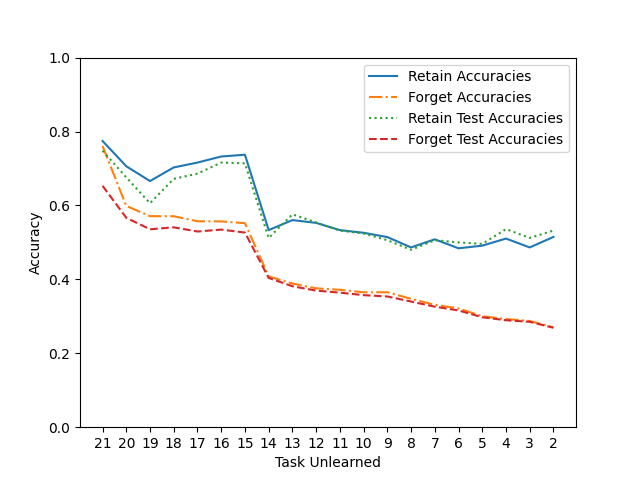 1.0
0.8
0.6
0.4
0.2
0.0
Accuracy
Retain Accuracies
Forget Accuracies
Retain Test Accuracies
Forget Test Accuracies
21 20 19 18 17 16 15 14 13 12 11 10 9 8 7 6 5 4 3 2
Task Unlearned